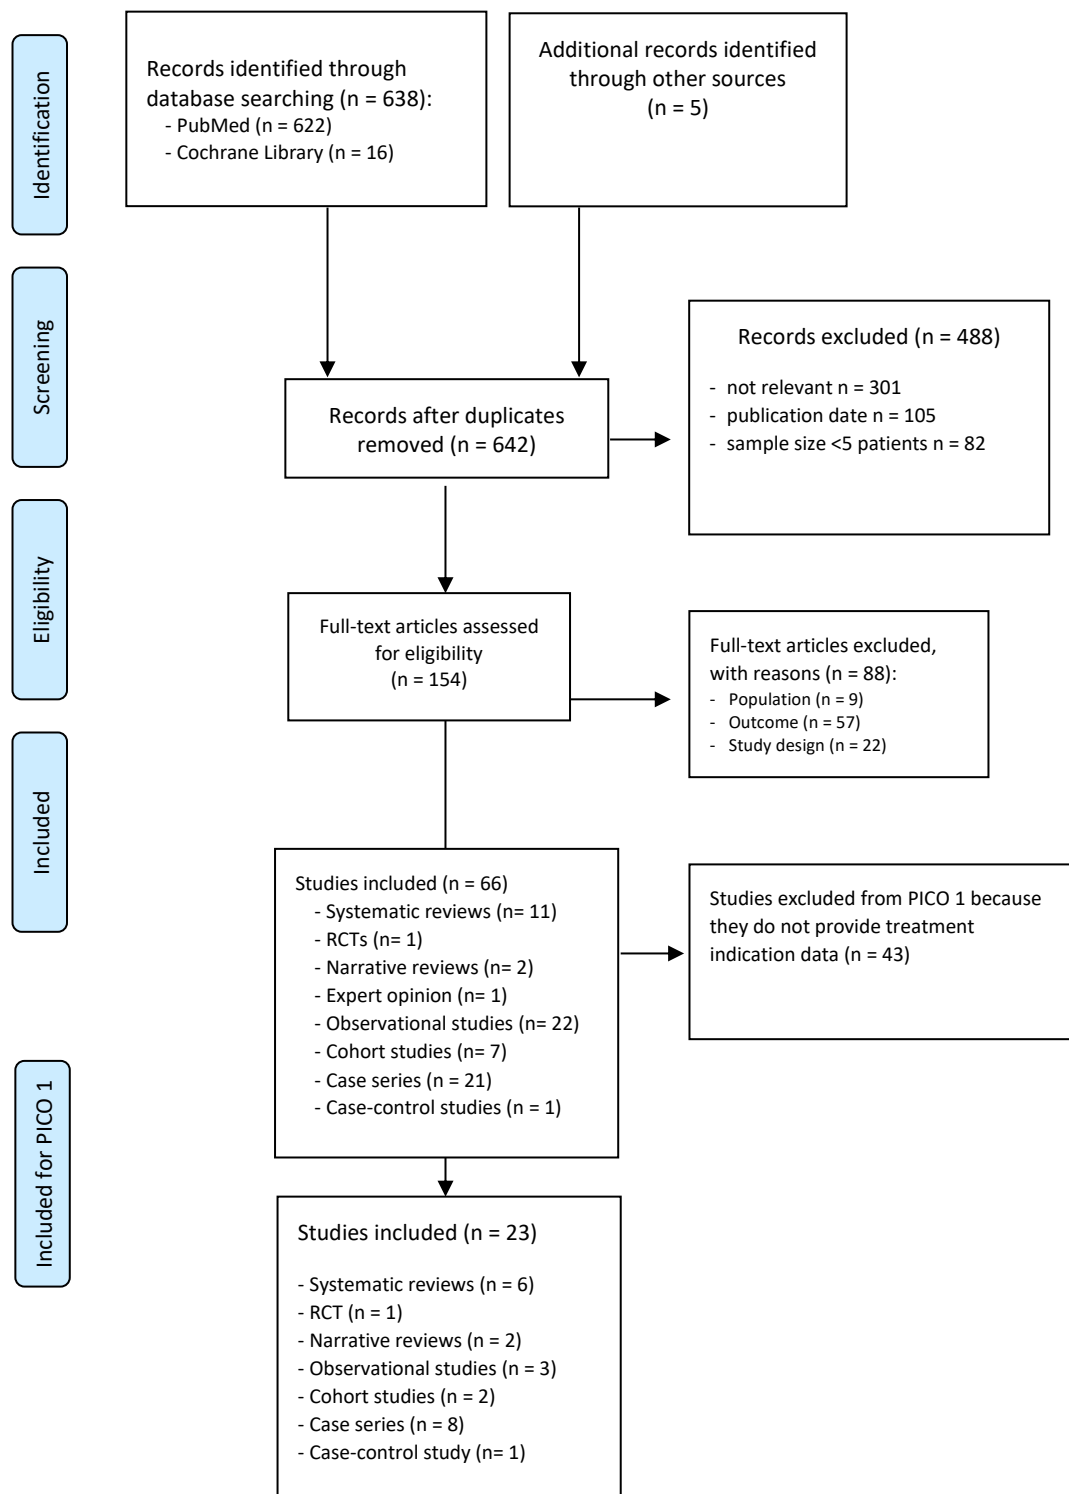 Identification
Records identified through
database searching (n = 638):
- PubMed (n = 622)
- Cochrane Library (n = 16)
Additional records identified
through other sources
(n = 5)
Screening
Records after duplicates
removed (n = 642)
Records excluded (n = 488)
- not relevant n = 301
- publication date n = 105
- sample size <5 patients n = 82
Eligibility
Full-text articles assessed
for eligibility
(n = 154)
Full-text articles excluded,
with reasons (n = 88):
- Population (n = 9)
- Outcome (n = 57)
- Study design (n = 22)
Included
Studies included (n = 66)
- Systematic reviews (n= 11)
- RCTs (n= 1)
- Narrative reviews (n= 2)
- Expert opinion (n= 1)
- Observational studies (n= 22)
- Cohort studies (n= 7)
- Case series (n = 21)
- Case-control studies (n = 1)
Studies excluded from PICO 1 because
they do not provide treatment
indication data (n = 43)
Included for PICO 1
Studies included (n = 23)
- Systematic reviews (n = 6)
- RCT (n = 1)
- Narrative reviews (n = 2)
- Observational studies (n = 3)
- Cohort studies (n = 2)
- Case series (n = 8)
- Case-control study (n= 1)